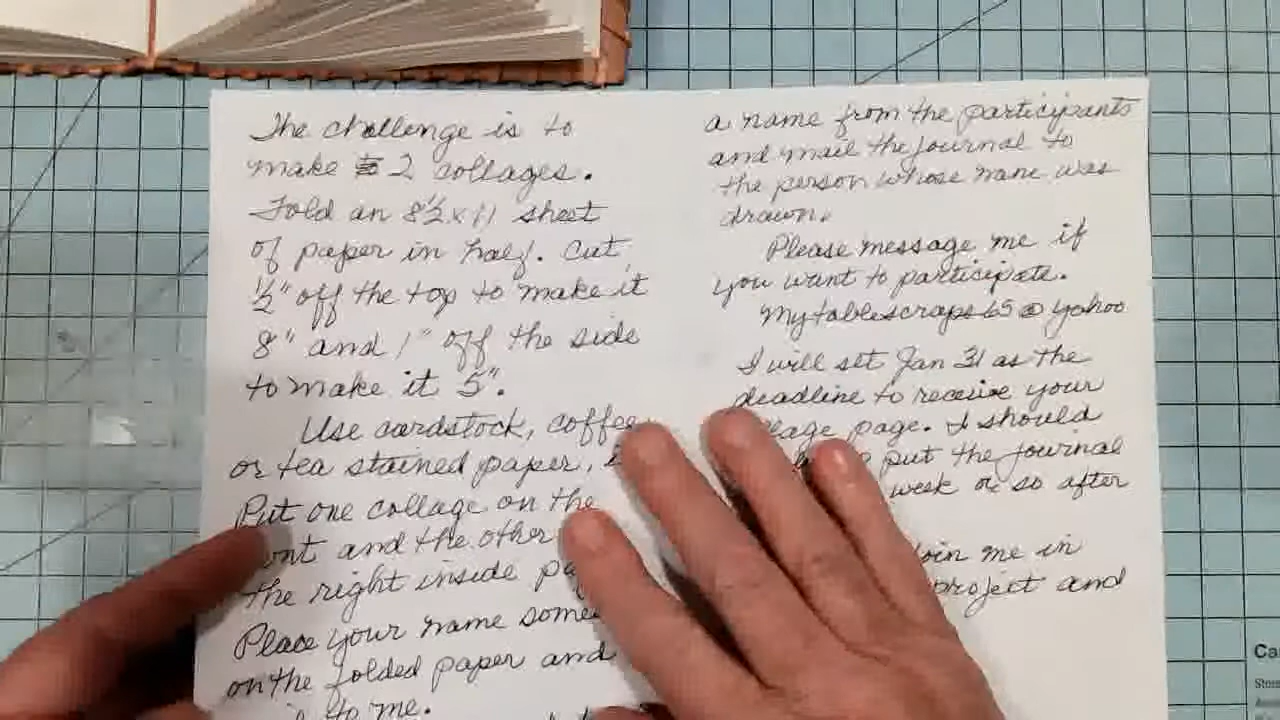 The challenge is to
make 2 collages.
Fold an 8½ x 11 sheet
of paper in half. Cut
½" off the top to make it
8" and 1" off the side
to make it 5".
Use cardstock, coffee
or tea stained paper,
Put one collage on the
and the other
the right inside
Place your name
on the folded paper and
to me.
a name from the participants
and mail the journal to
the person whose name was
drawn.
Please message me if
you want to participate.
Mytablescraps65@yahoo
I will set Jan 31 as the
deadline to receive your
page. I should
put the journal
week or so after
join me in
project and
Ca